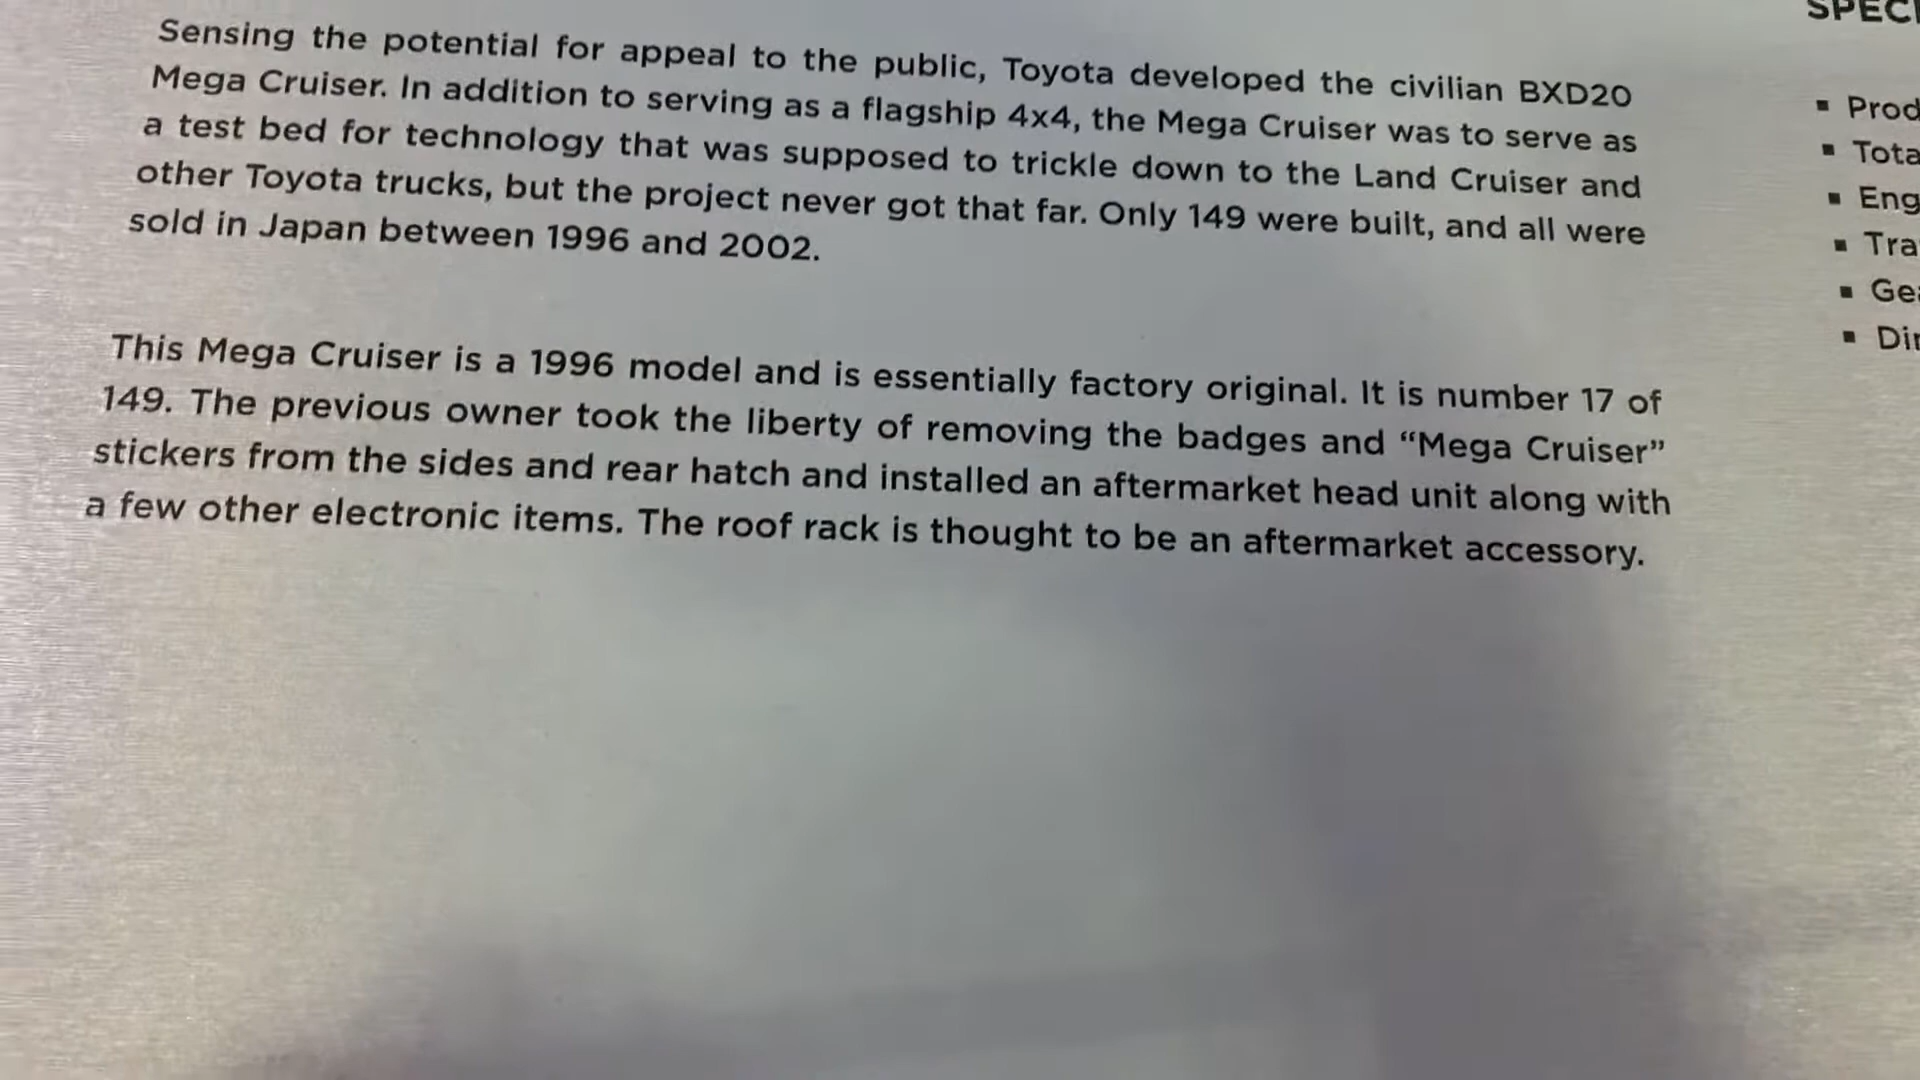 Sensing the potential for appeal to the public, Toyota developed the civilian BXD20
Mega Cruiser. In addition to serving as a flagship 4x4, the Mega Cruiser was to serve as
a test bed for technology that was supposed to trickle down to the Land Cruiser and
other Toyota trucks, but the project never got that far. Only 149 were built, and all were
sold in Japan between 1996 and 2002.
This Mega Cruiser is a 1996 model and is essentially factory original. It is number 17 of
149. The previous owner took the liberty of removing the badges and “Mega Cruiser”
stickers from the sides and rear hatch and installed an aftermarket head unit along with
a few other electronic items. The roof rack is thought to be an aftermarket accessory.